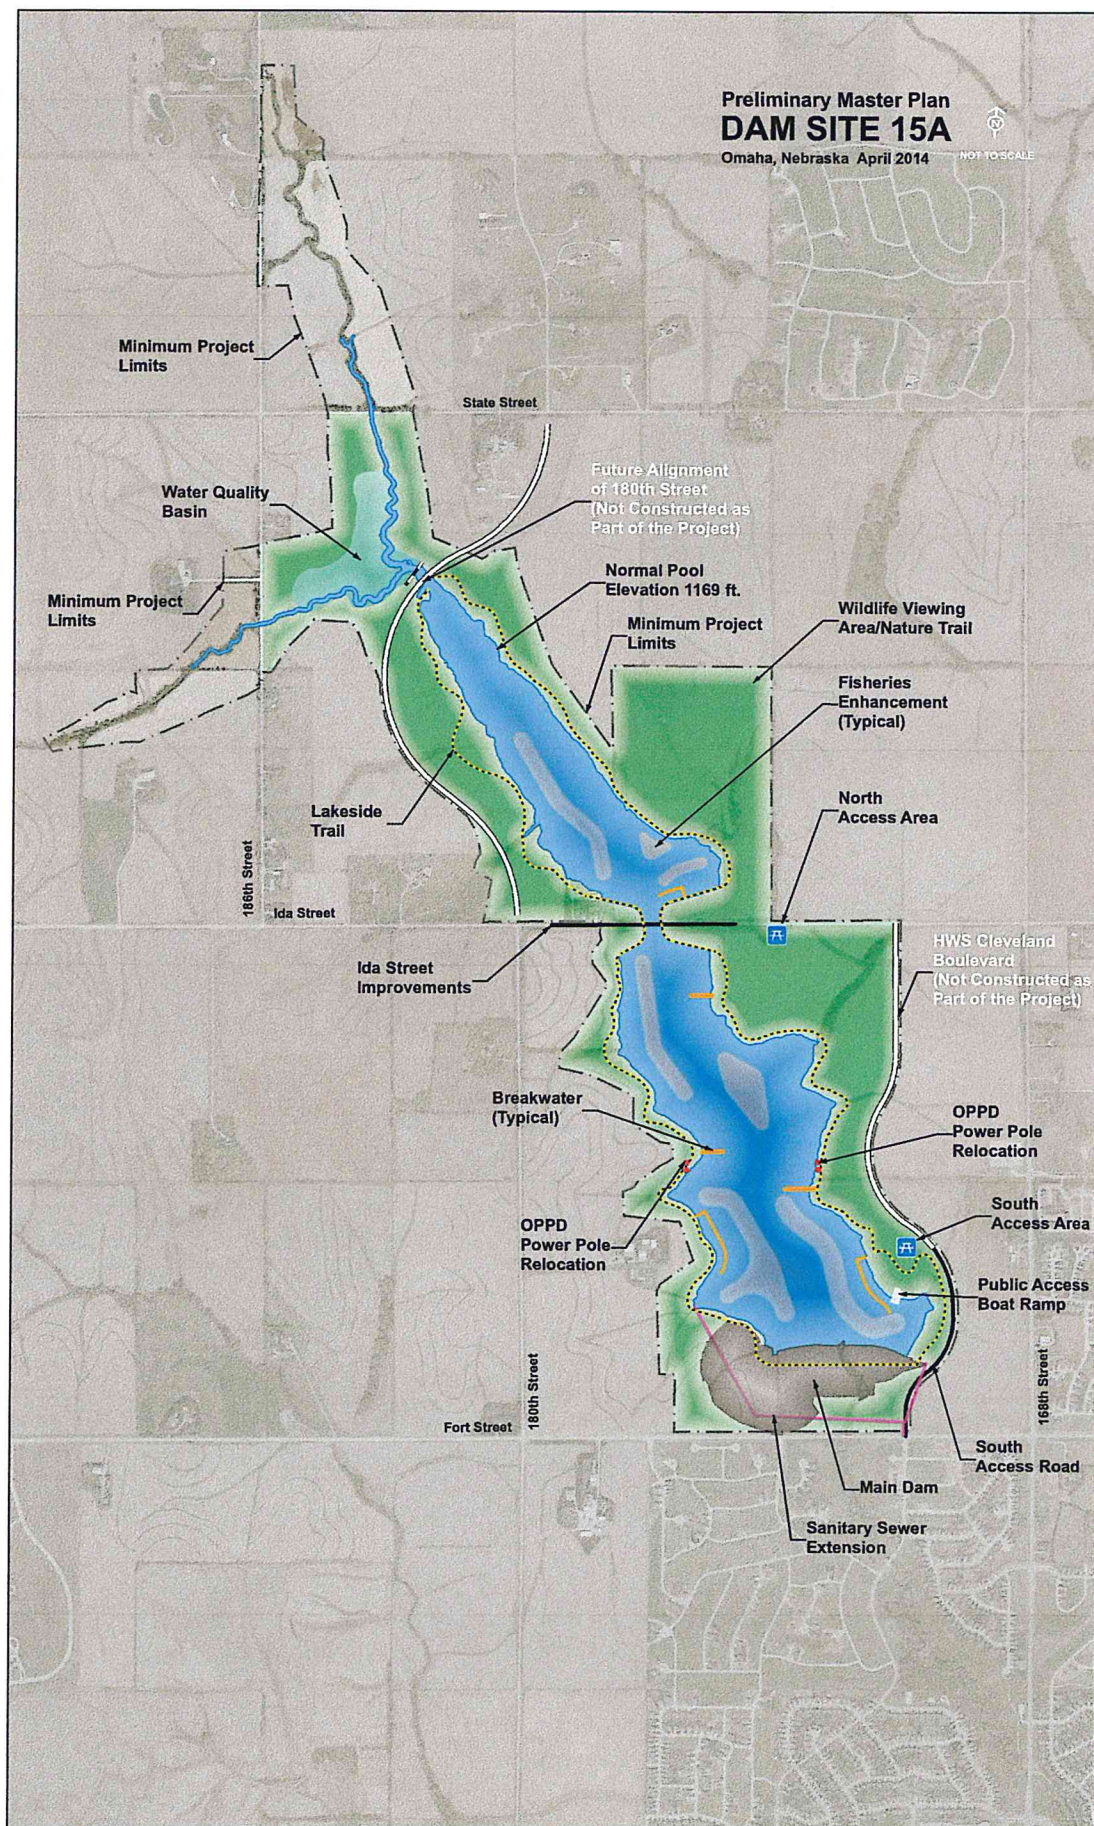 Preliminary Master Plan
DAM SITE 15A
Omaha, Nebraska April 2014
N
NOT TO SCALE
Minimum Project
Limits
State Street
Future Alignment
of 180th Street
(Not Constructed as
Part of the Project)
Water Quality
Basin
Normal Pool
Elevation 1169 ft.
Minimum Project
Limits
Minimum Project
Limits
Wildlife Viewing
Area/Nature Trail
Fisheries
Enhancement
(Typical)
Lakeside
Trail
North
Access Area
186th Street
Ida Street
Ida Street
Improvements
HWS Cleveland
Boulevard
(Not Constructed as
Part of the Project)
Breakwater
(Typical)
OPPD
Power Pole
Relocation
OPPD
Power Pole
Relocation
South
Access Area
Public Access
Boat Ramp
180th Street
168th Street
Fort Street
South
Access Road
Main Dam
Sanitary Sewer
Extension